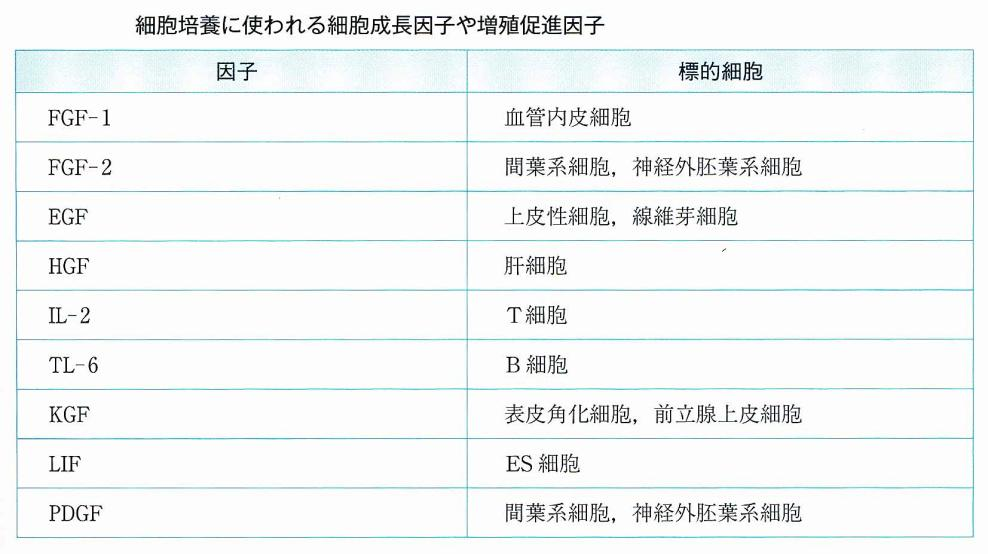 細胞培養に使われる細胞成長因子や増殖促進因子
因子 標的細胞
FGF-1 血管内皮細胞
FGF-2 間葉系細胞，神経外胚葉系細胞
EGF 上皮性細胞，線維芽細胞
HGF 肝細胞
IL-2 T細胞
TL-6 B細胞
KGF 表皮角化細胞，前立腺上皮細胞
LIF ES細胞
PDGF 間葉系細胞，神経外胚葉系細胞